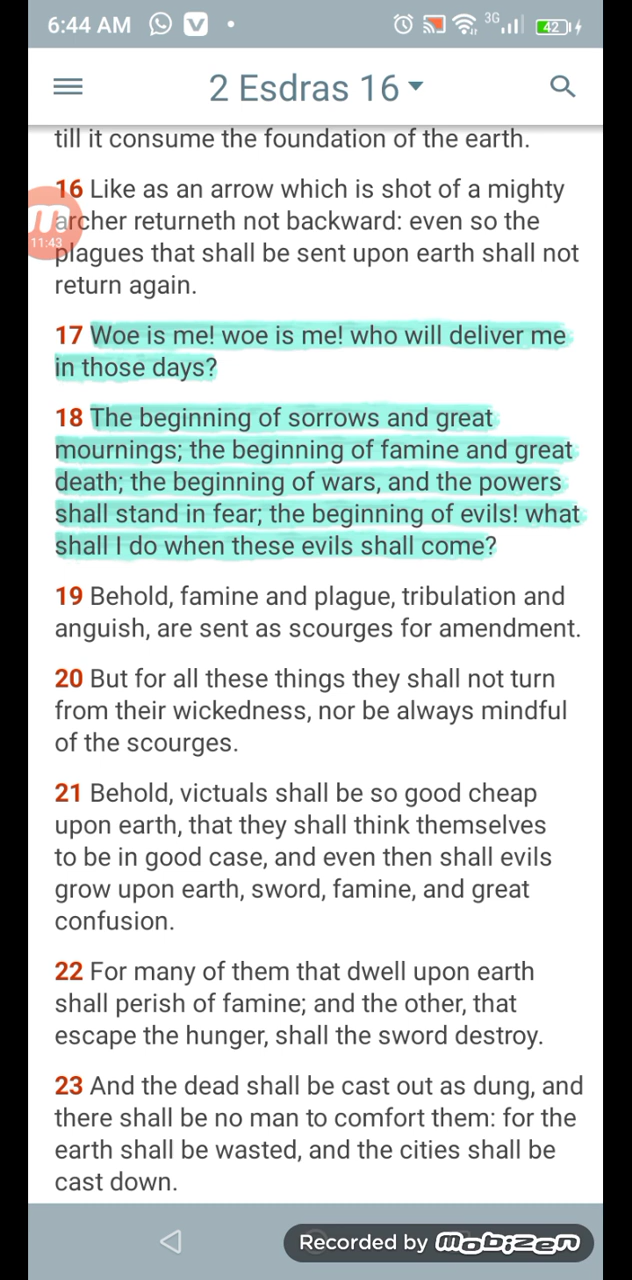 6:44 AM
3G
42
2 Esdras 16
till it consume the foundation of the earth.
16 Like as an arrow which is shot of a mighty
archer returneth not backward: even so the
11:43
plagues that shall be sent upon earth shall not
return again.
17 Woe is me! woe is me! who will deliver me
in those days?
18 The beginning of sorrows and great
mournings; the beginning of famine and great
death; the beginning of wars, and the powers
shall stand in fear; the beginning of evils! what
shall I do when these evils shall come?
19 Behold, famine and plague, tribulation and
anguish, are sent as scourges for amendment.
20 But for all these things they shall not turn
from their wickedness, nor be always mindful
of the scourges.
21 Behold, victuals shall be so good cheap
upon earth, that they shall think themselves
to be in good case, and even then shall evils
grow upon earth, sword, famine, and great
confusion.
22 For many of them that dwell upon earth
shall perish of famine; and the other, that
escape the hunger, shall the sword destroy.
23 And the dead shall be cast out as dung, and
there shall be no man to comfort them: for the
earth shall be wasted, and the cities shall be
cast down.
Recorded by mobizen